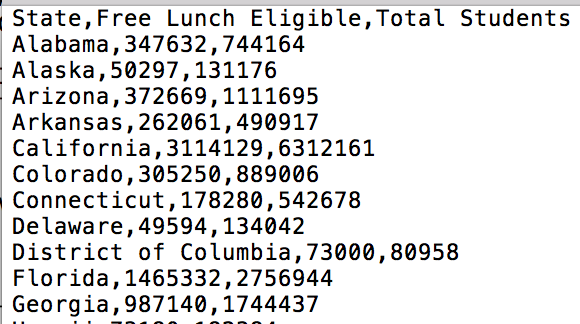 State,Free Lunch Eligible,Total Students
Alabama,347632,744164
Alaska,50297,131176
Arizona,372669,1111695
Arkansas,262061,490917
California,3114129,6312161
Colorado,305250,889006
Connecticut,178280,542678
Delaware,49594,134042
District of Columbia,73000,80958
Florida,1465332,2756944
Georgia,987140,1744437